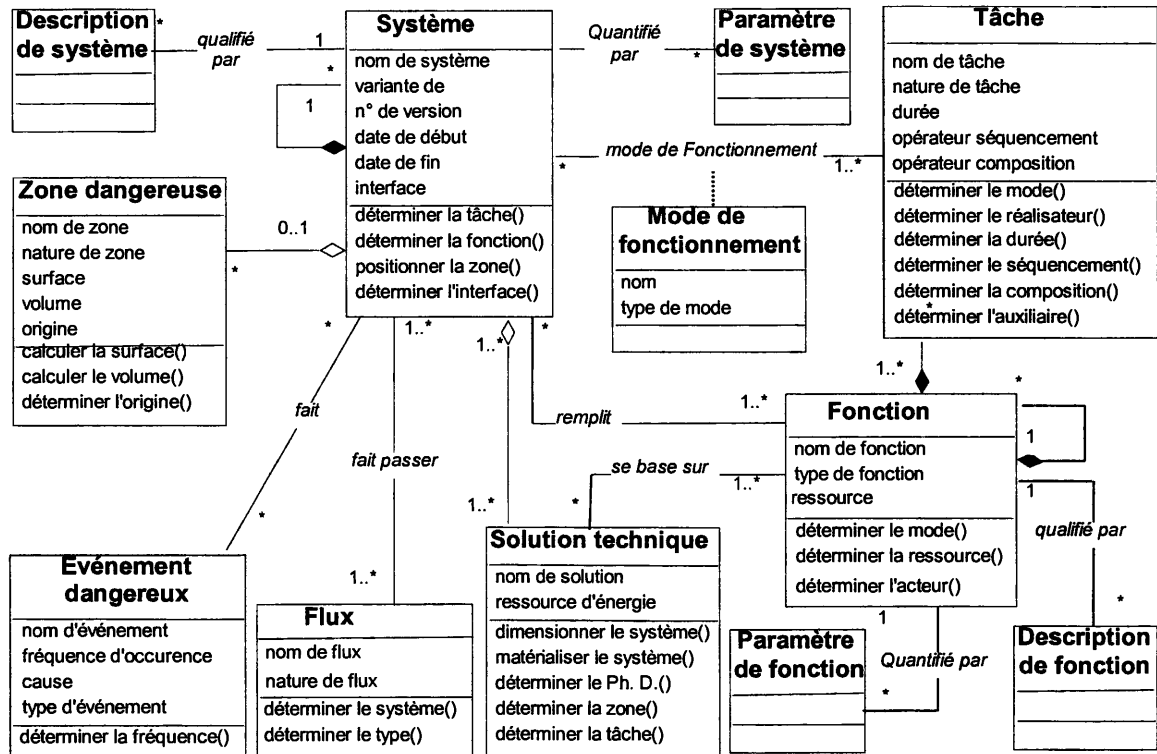 Description
de système
*
qualifié
par
1
Système
nom de système
variante de
n° de version
date de début
date de fin
interface
déterminer la tâche()
déterminer la fonction()
positionner la zone()
déterminer l'interface()
*
1
Quantifié
par
*
Paramètre
de système
Tâche
nom de tâche
nature de tâche
durée
opérateur séquencement
opérateur composition
déterminer le mode()
déterminer le réalisateur()
déterminer la durée()
déterminer le séquencement()
déterminer la composition()
déterminer l'auxiliaire()
*
mode de Fonctionnement
*
1..*
Mode de
fonctionnement
nom
type de mode
Zone dangereuse
nom de zone
nature de zone
surface
volume
origine
calculer la surface()
calculer le volume()
déterminer l'origine()
0..1
*
*
1..*
1..*
*
fait
fait passer
remplit
1..*
1..*
se base sur
1..*
*
1..*
*
1..*
Fonction
nom de fonction
type de fonction
ressource
déterminer le mode()
déterminer la ressource()
déterminer l'acteur()
*
1
1
qualifié par
*
1
Quantifié par
*
Evénement
dangereux
nom d'événement
fréquence d'occurence
cause
type d'événement
déterminer la fréquence()
Flux
nom de flux
nature de flux
déterminer le système()
déterminer le type()
Solution technique
nom de solution
ressource d'énergie
dimensionner le système()
matérialiser le système()
déterminer le Ph. D.()
déterminer la zone()
déterminer la tâche()
Paramètre
de fonction
Description
de fonction